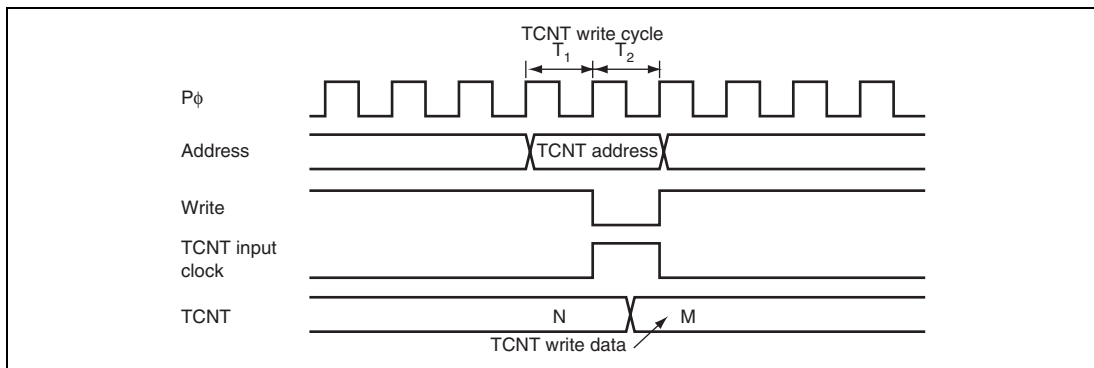 TCNT write cycle
T1 T2
Pϕ
Address
TCNT address
Write
TCNT input
clock
TCNT
N
M
TCNT write data